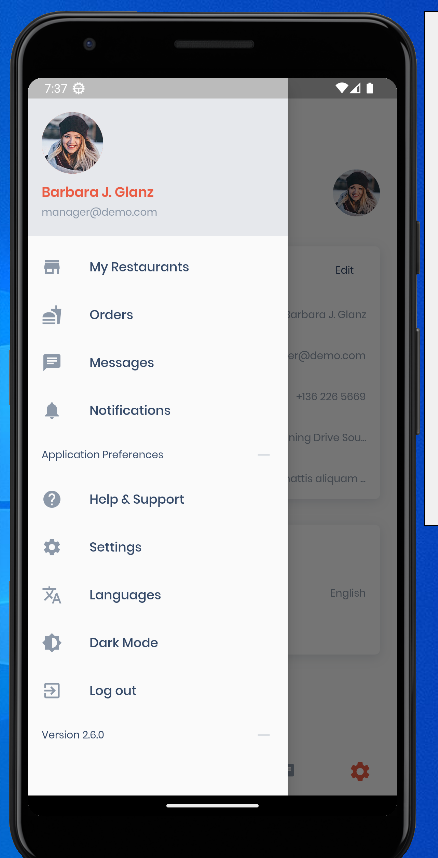 7:37
Barbara J. Glanz
manager@demo.com
Edit
My Restaurants
Orders
Barbara J. Glanz
Messages
er@demo.com
+136 226 5669
Notifications
ning Drive Sou...
Application Preferences
attis aliquam ...
Help & Support
Settings
Languages
English
Dark Mode
Log out
Version 2.6.0